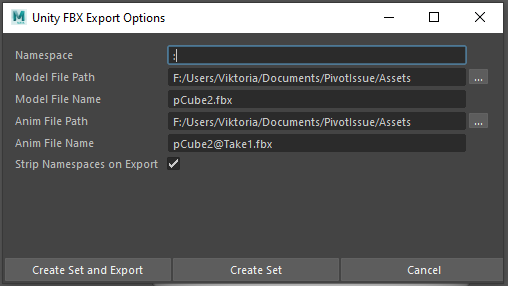 Unity FBX Export Options
Namespace :
Model File Path F:/Users/Viktoria/Documents/PivotIssue/Assets ...
Model File Name pCube2.fbx
Anim File Path F:/Users/Viktoria/Documents/PivotIssue/Assets ...
Anim File Name pCube2@Take1.fbx
Strip Namespaces on Export
Create Set and Export Create Set Cancel